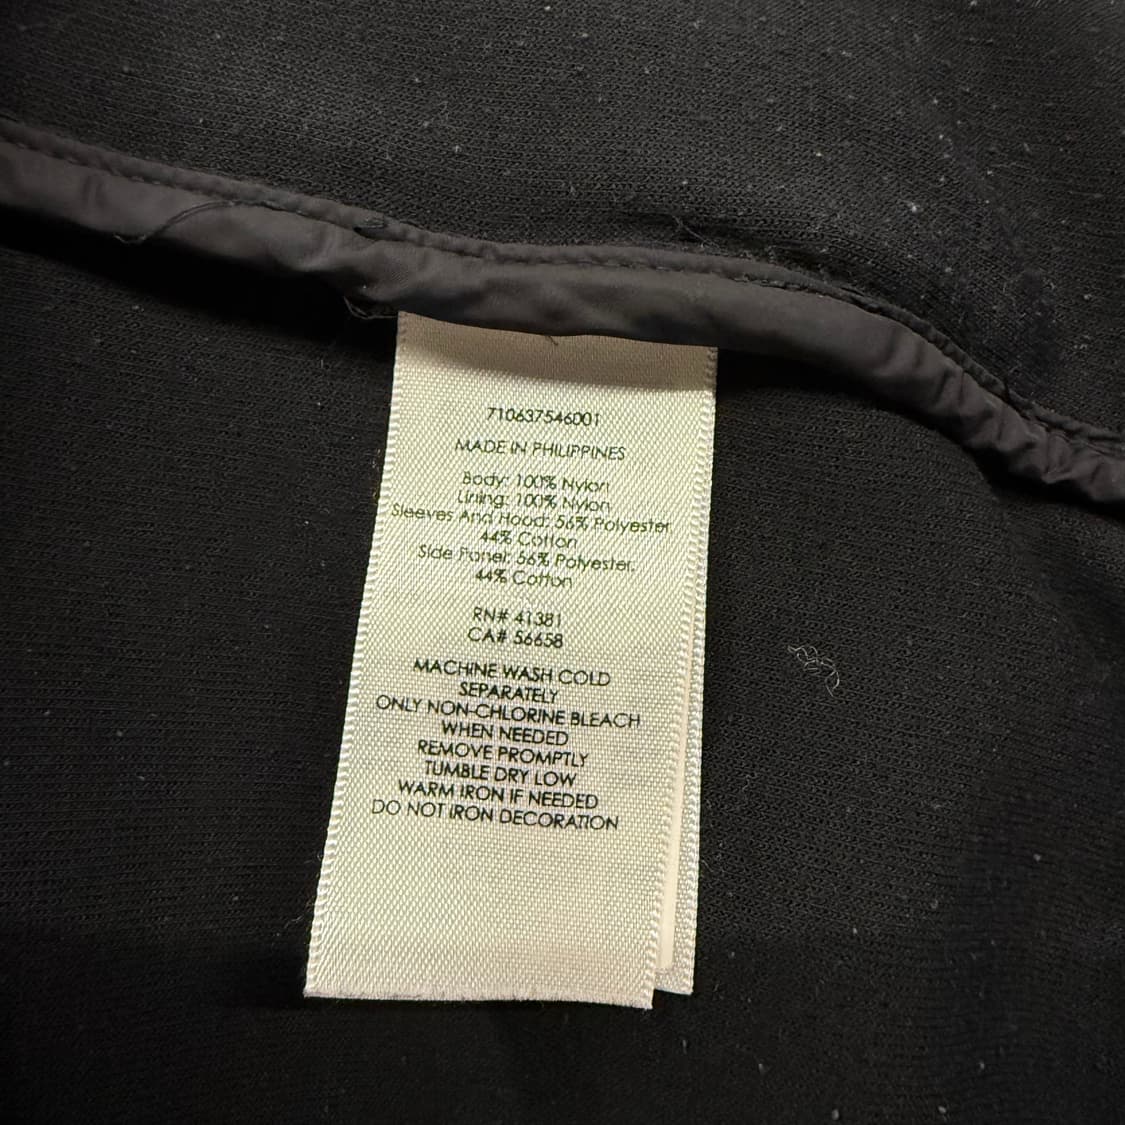 710637546001
MADE IN PHILIPPINES
Body: 100% Nylon
Lining: 100% Nylon
Sleeves And Hood: 56% Polyester,
44% Cotton
Side Panel: 56% Polyester,
44% Cotton
RN# 41381
CA# 56658
MACHINE WASH COLD
SEPARATELY
ONLY NON-CHLORINE BLEACH
WHEN NEEDED
REMOVE PROMPTLY
TUMBLE DRY LOW
WARM IRON IF NEEDED
DO NOT IRON DECORATION